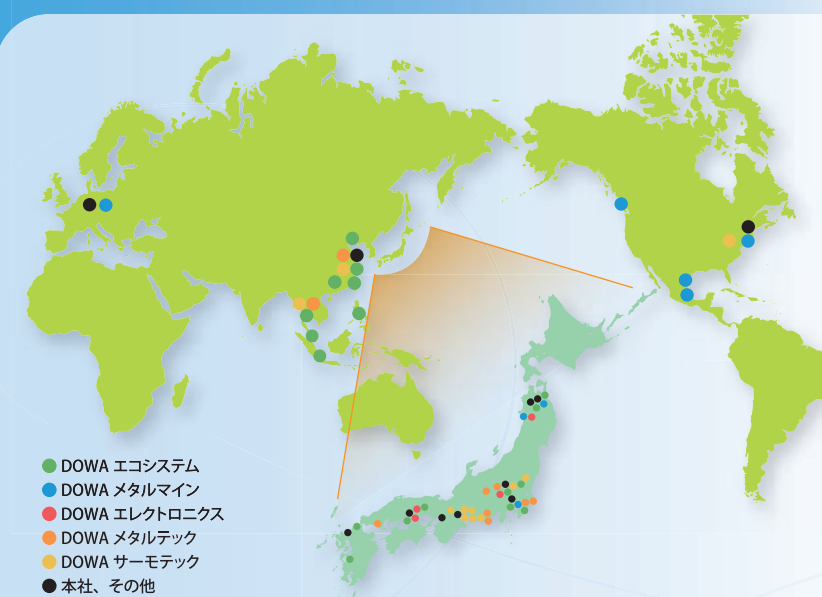 DOWA エコシステム
DOWA メタルマイン
DOWA エレクトロニクス
DOWA メタルテック
DOWA サーモテック
本社、その他